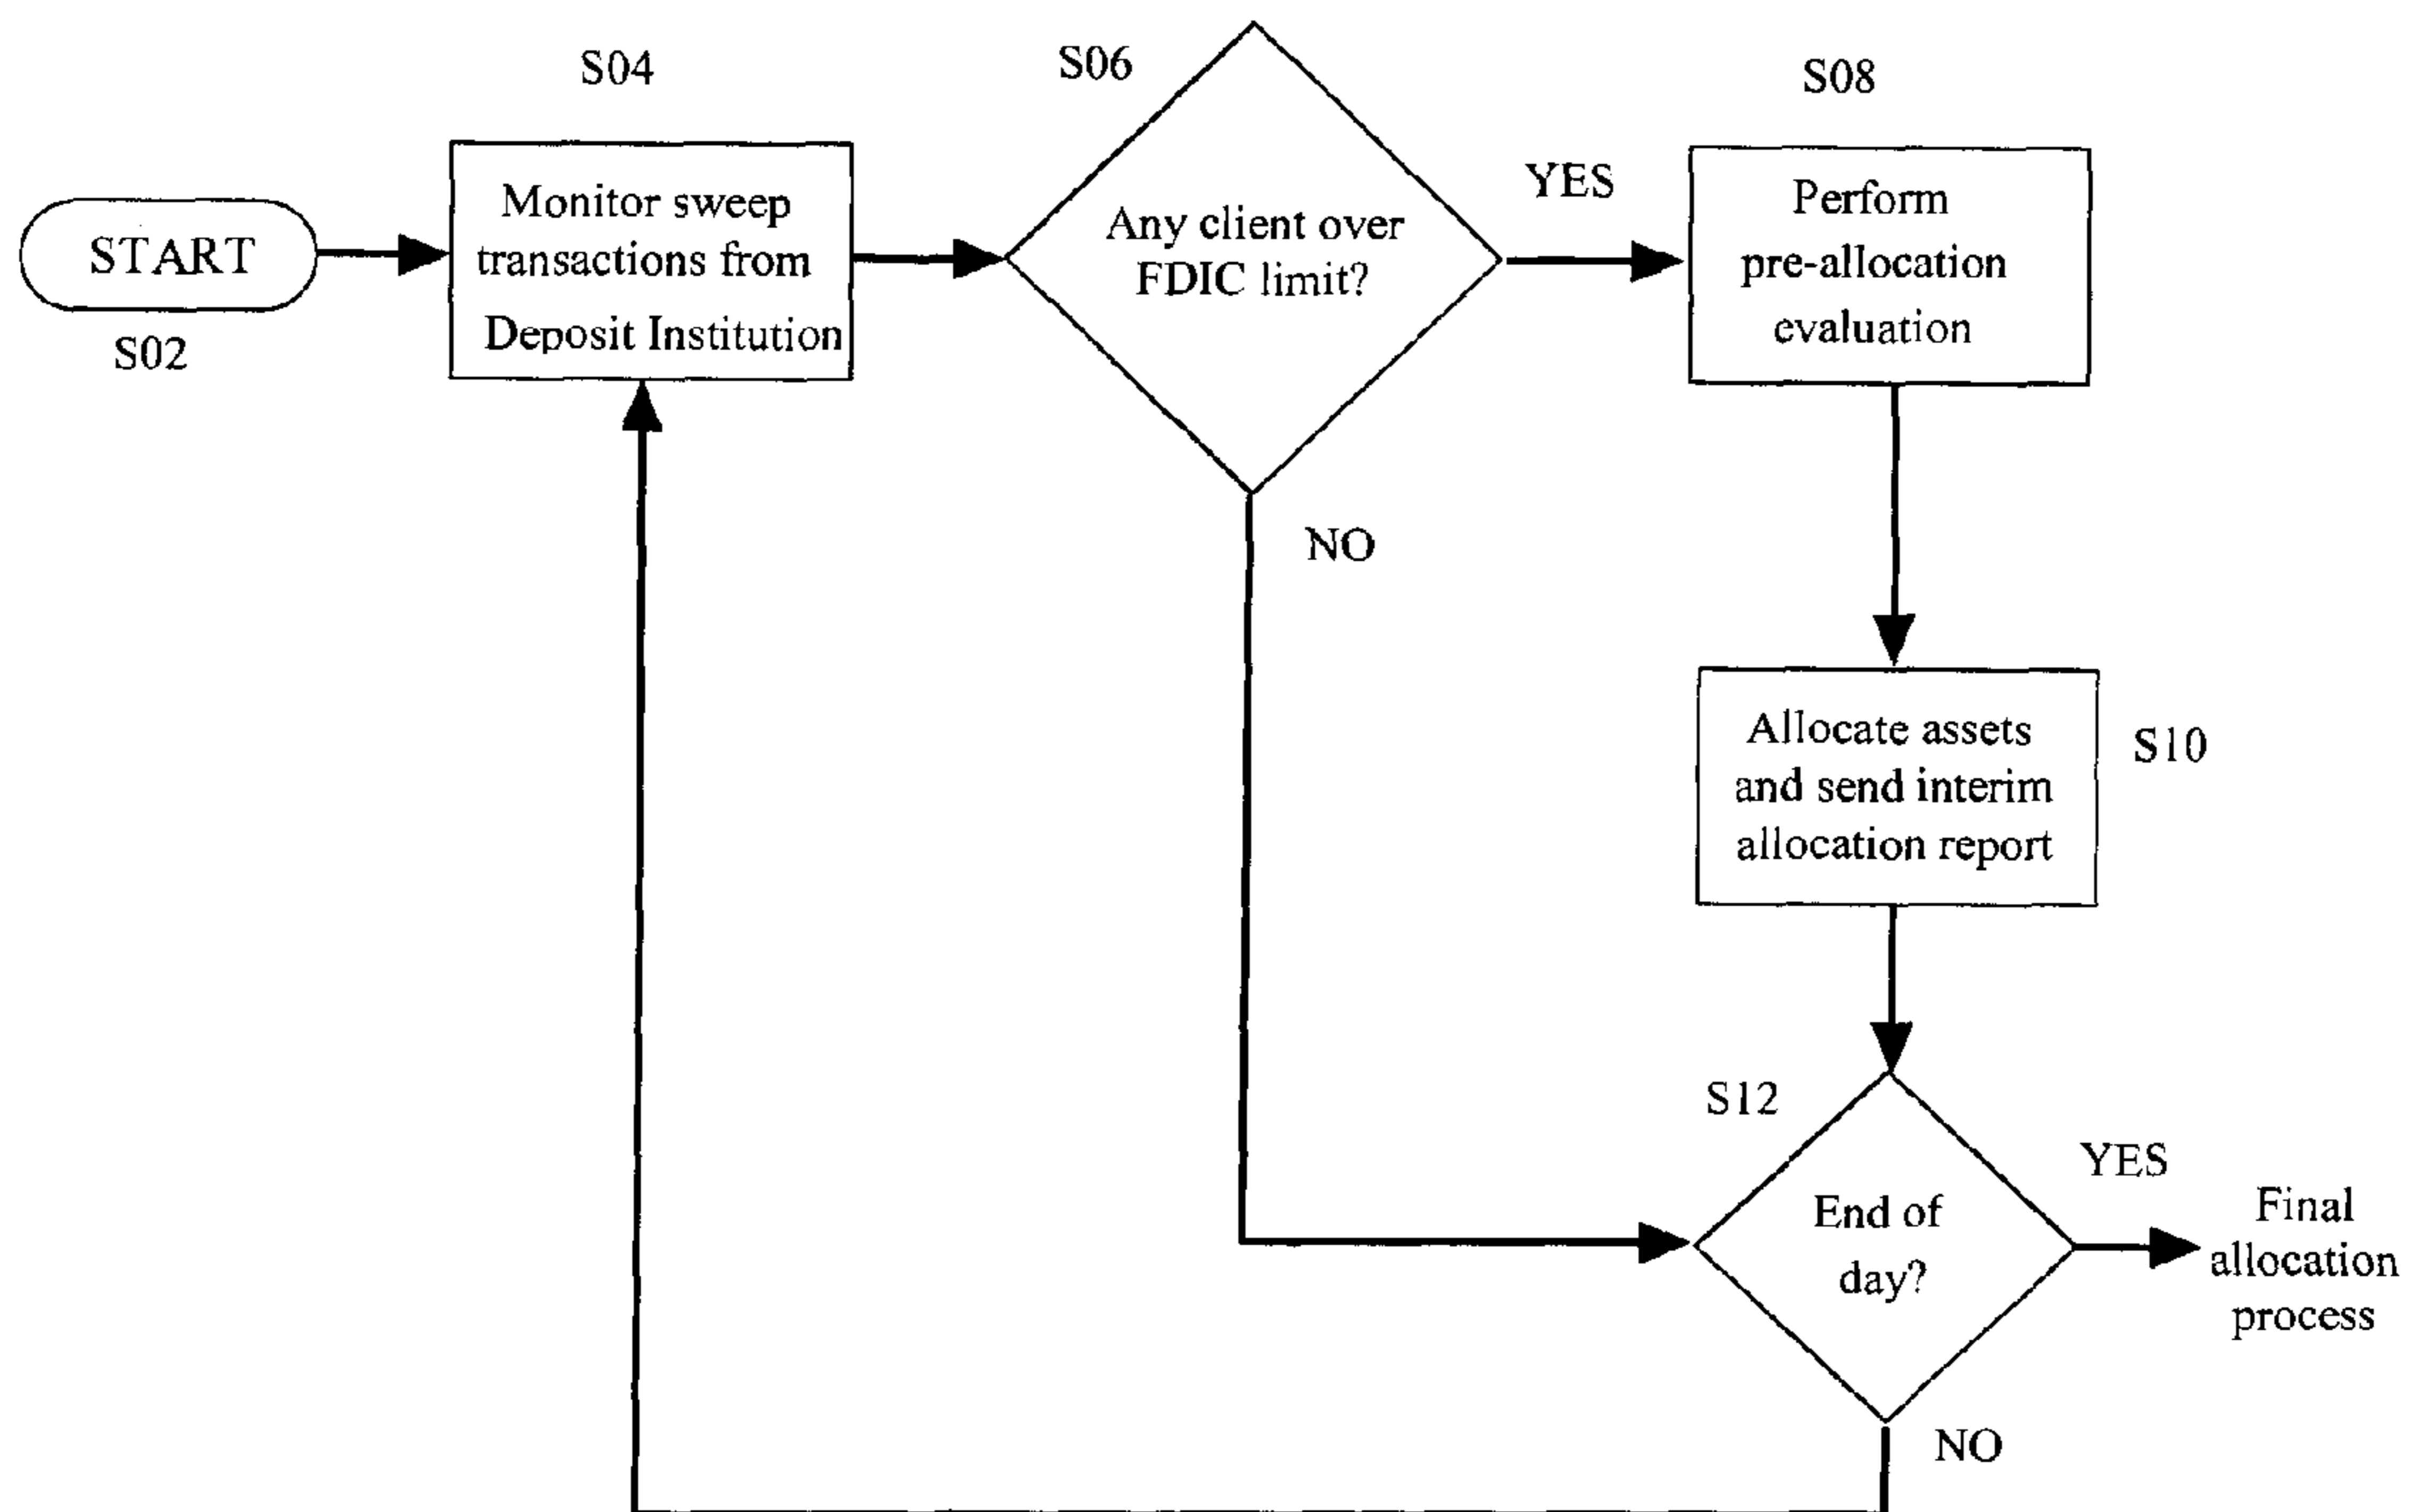 START
S02
S04
Monitor sweep
transactions from
Deposit Institution
S06
Any client over
FDIC limit?
YES
NO
S08
Perform
pre-allocation
evaluation
Allocate assets
and send interim
allocation report
S10
S12
End of
day?
YES
Final
allocation
process
NO